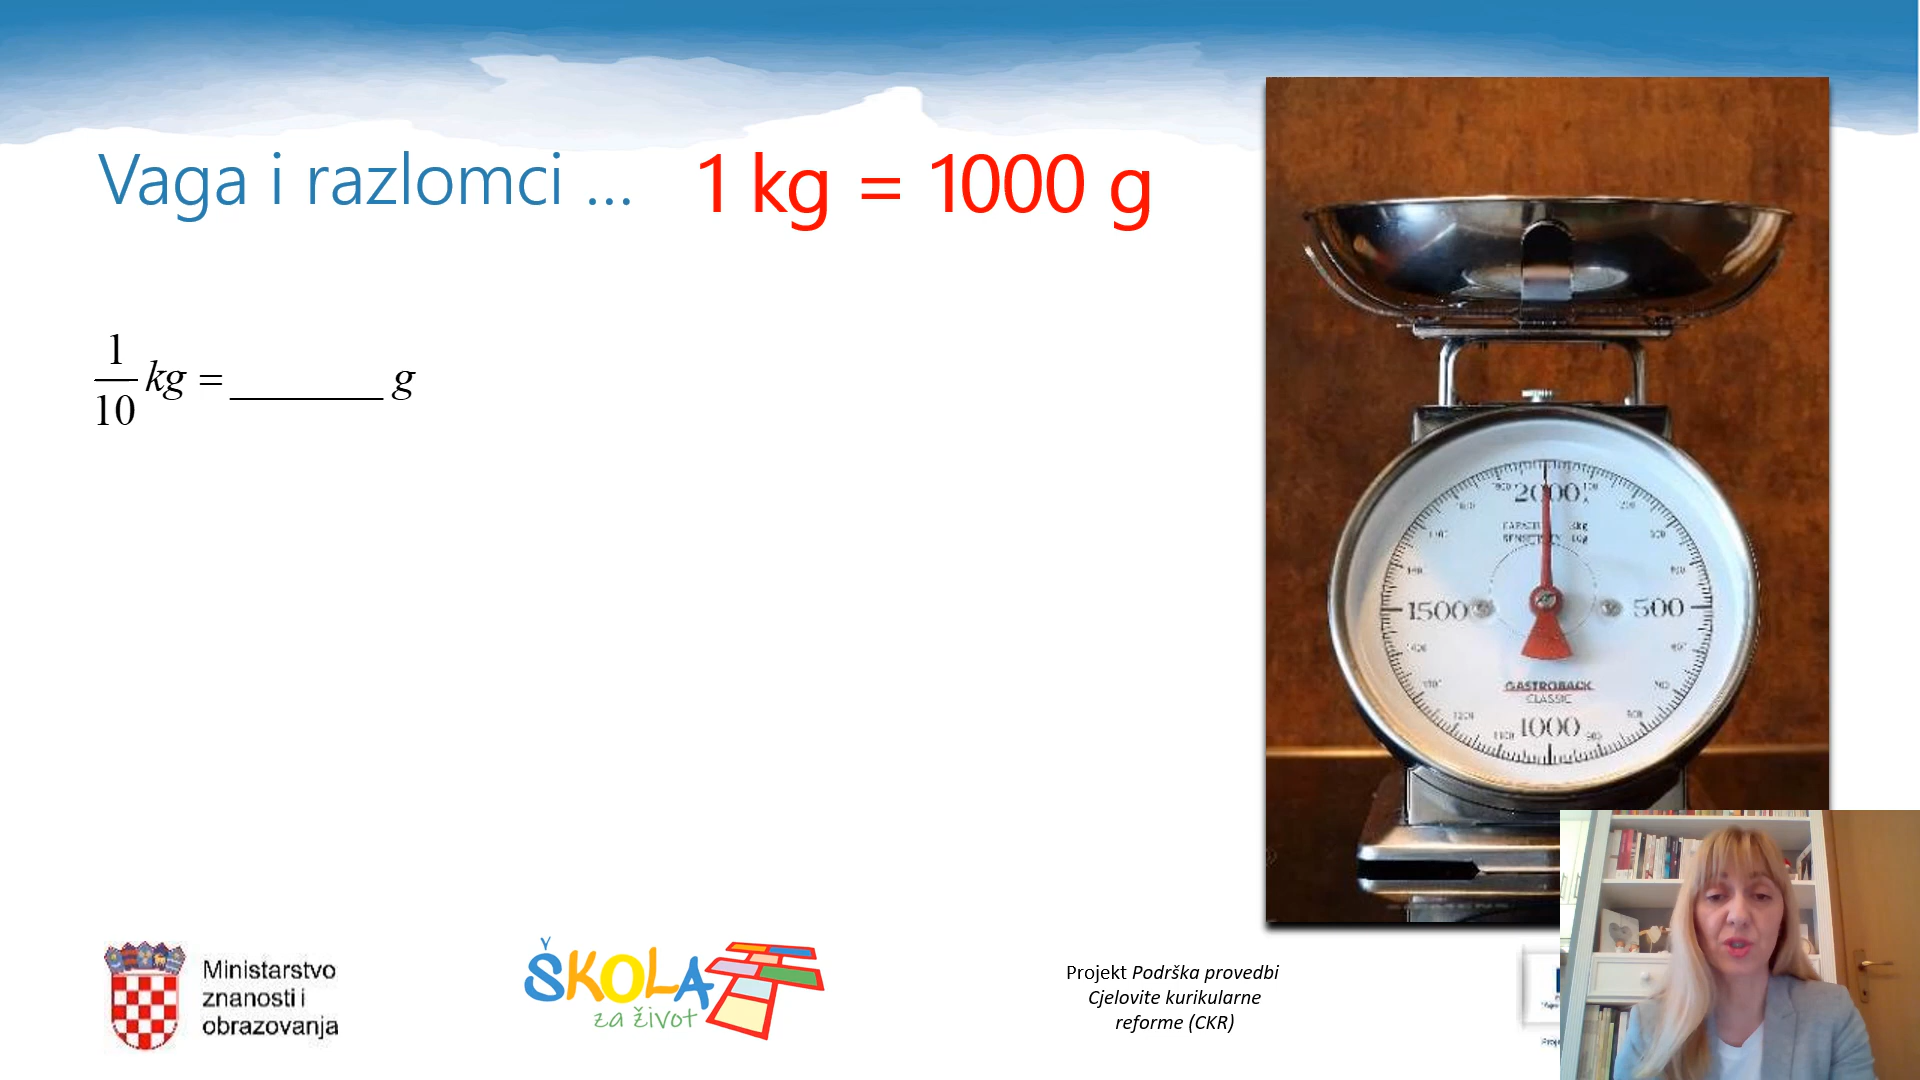 Vaga i razlomci ...
1 kg = 1000 g
1
10
kg = _______ g
2000
1500
500
1000
GASTROBACK
CLASSIC
Ministarstvo
znanosti i
obrazovanja
ŠKOLA
za život
Projekt Podrška provedbi
Cjelovite kurikularne
reforme (CKR)